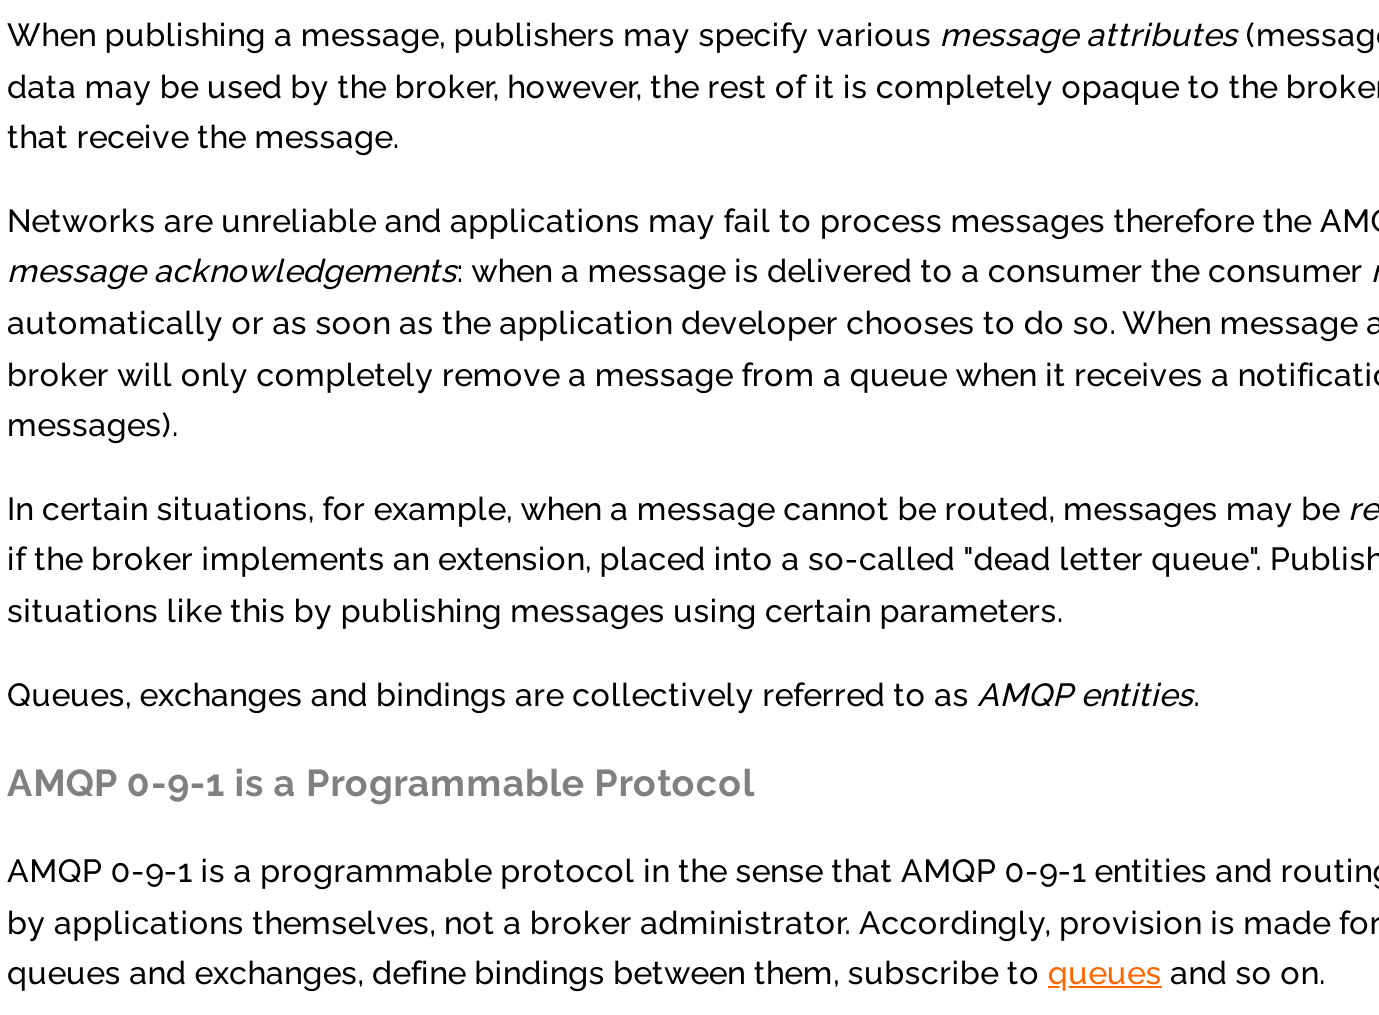 When publishing a message, publishers may specify various message attributes (message
data may be used by the broker, however, the rest of it is completely opaque to the broker
that receive the message.
Networks are unreliable and applications may fail to process messages therefore the AMQ
message acknowledgements: when a message is delivered to a consumer the consumer
automatically or as soon as the application developer chooses to do so. When message a
broker will only completely remove a message from a queue when it receives a notificatio
messages).
In certain situations, for example, when a message cannot be routed, messages may be re
if the broker implements an extension, placed into a so-called "dead letter queue". Publish
situations like this by publishing messages using certain parameters.
Queues, exchanges and bindings are collectively referred to as AMQP entities.
AMQP 0-9-1 is a Programmable Protocol
AMQP 0-9-1 is a programmable protocol in the sense that AMQP 0-9-1 entities and routing
by applications themselves, not a broker administrator. Accordingly, provision is made for
queues and exchanges, define bindings between them, subscribe to queues and so on.